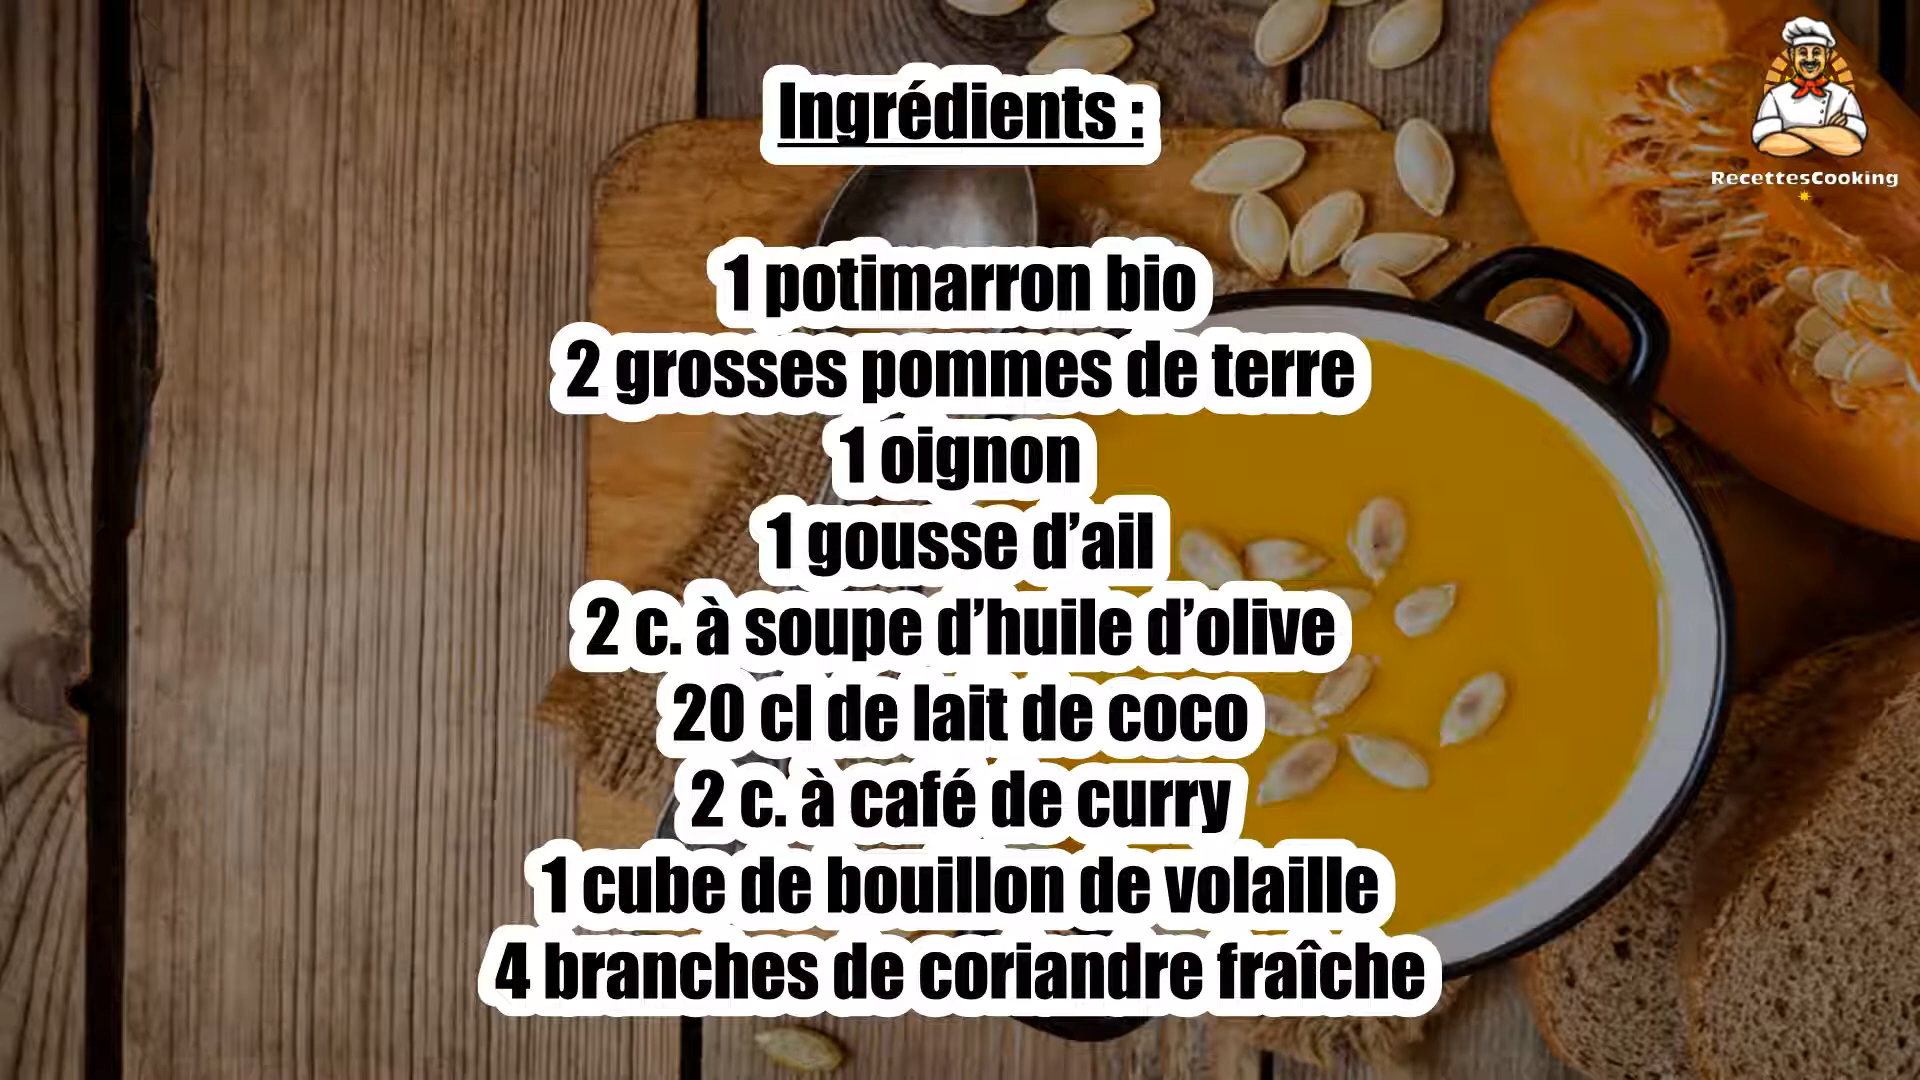 Ingrédients :
RecettesCooking
1 potimarron bio
2 grosses pommes de terre
1 oignon
1 gousse d’ail
2 c. à soupe d’huile d’olive
20 cl de lait de coco
2 c. à café de curry
1 cube de bouillon de volaille
4 branches de coriandre fraîche